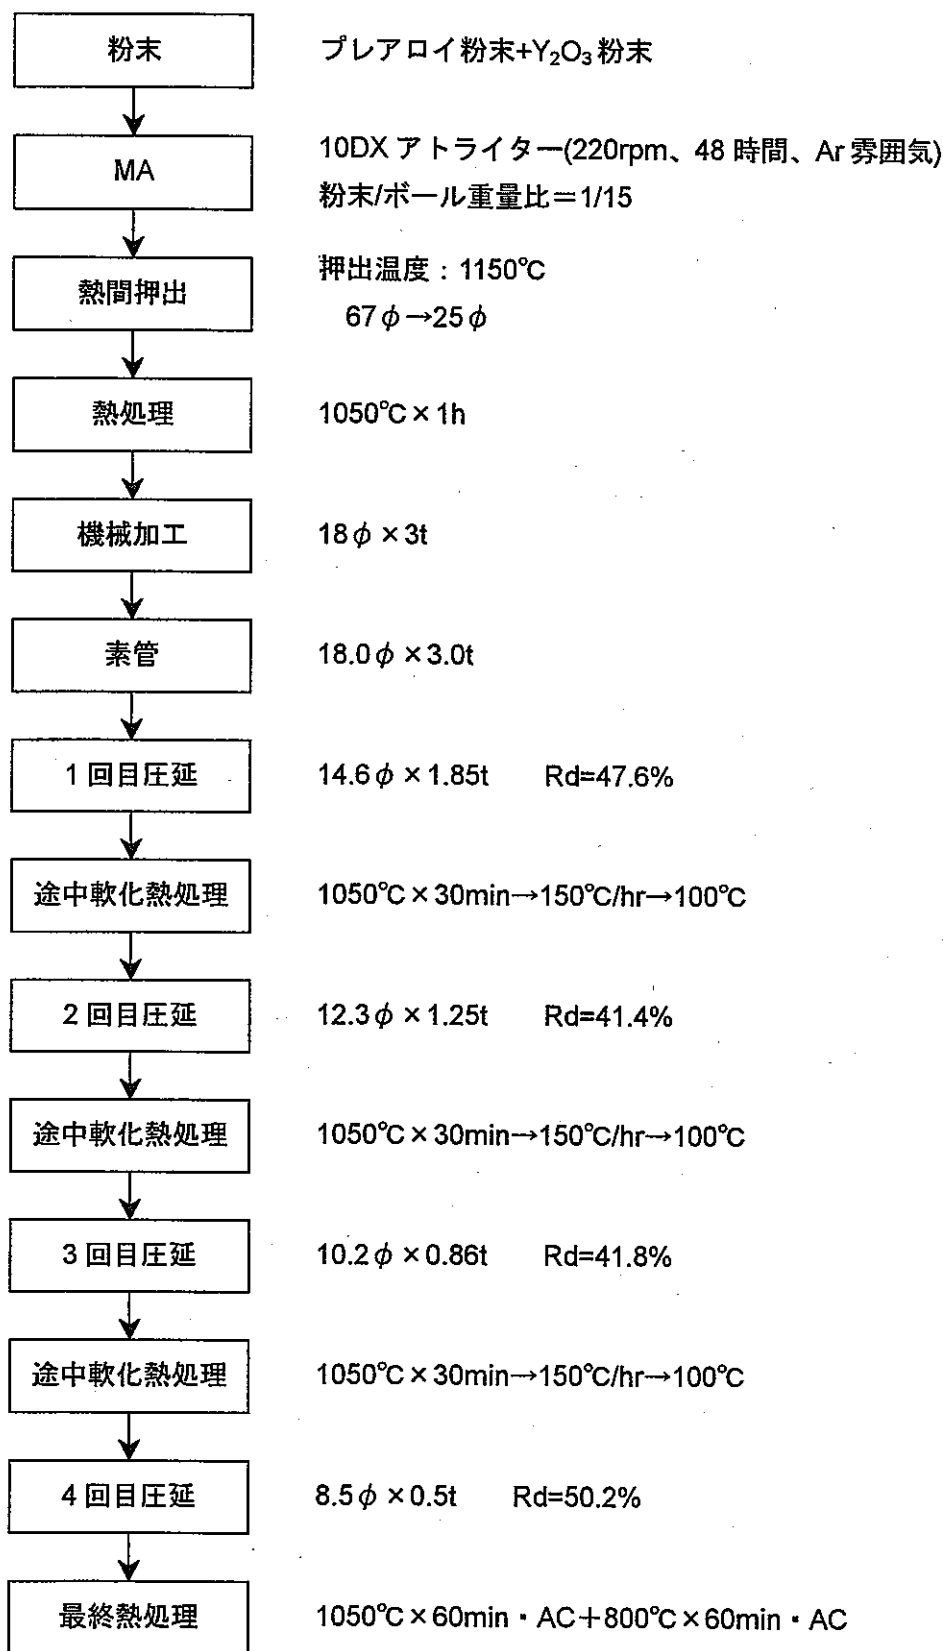 粉末 プレアロイ粉末+Y₂O₃粉末
MA 10DX アトライター(220rpm、48 時間、Ar 雰囲気)
粉末/ボール重量比=1/15
熱間押出 押出温度：1150℃
67φ→25φ
熱処理 1050℃×1h
機械加工 18φ×3t
素管 18.0φ×3.0t
1 回目圧延 14.6φ×1.85t Rd=47.6%
途中軟化熱処理 1050℃×30min→150℃/hr→100℃
2 回目圧延 12.3φ×1.25t Rd=41.4%
途中軟化熱処理 1050℃×30min→150℃/hr→100℃
3 回目圧延 10.2φ×0.86t Rd=41.8%
途中軟化熱処理 1050℃×30min→150℃/hr→100℃
4 回目圧延 8.5φ×0.5t Rd=50.2%
最終熱処理 1050℃×60min・AC+800℃×60min・AC